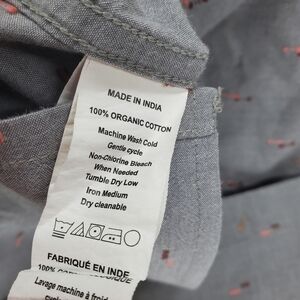 MADE IN INDIA
100% ORGANIC COTTON
Machine Wash Cold
Gentle cycle
Non-Chlorine Bleach
When Needed
Tumble Dry Low
Iron Medium
Dry cleanable
FABRIQUÉ EN INDE
100%
Lavage machine à froid